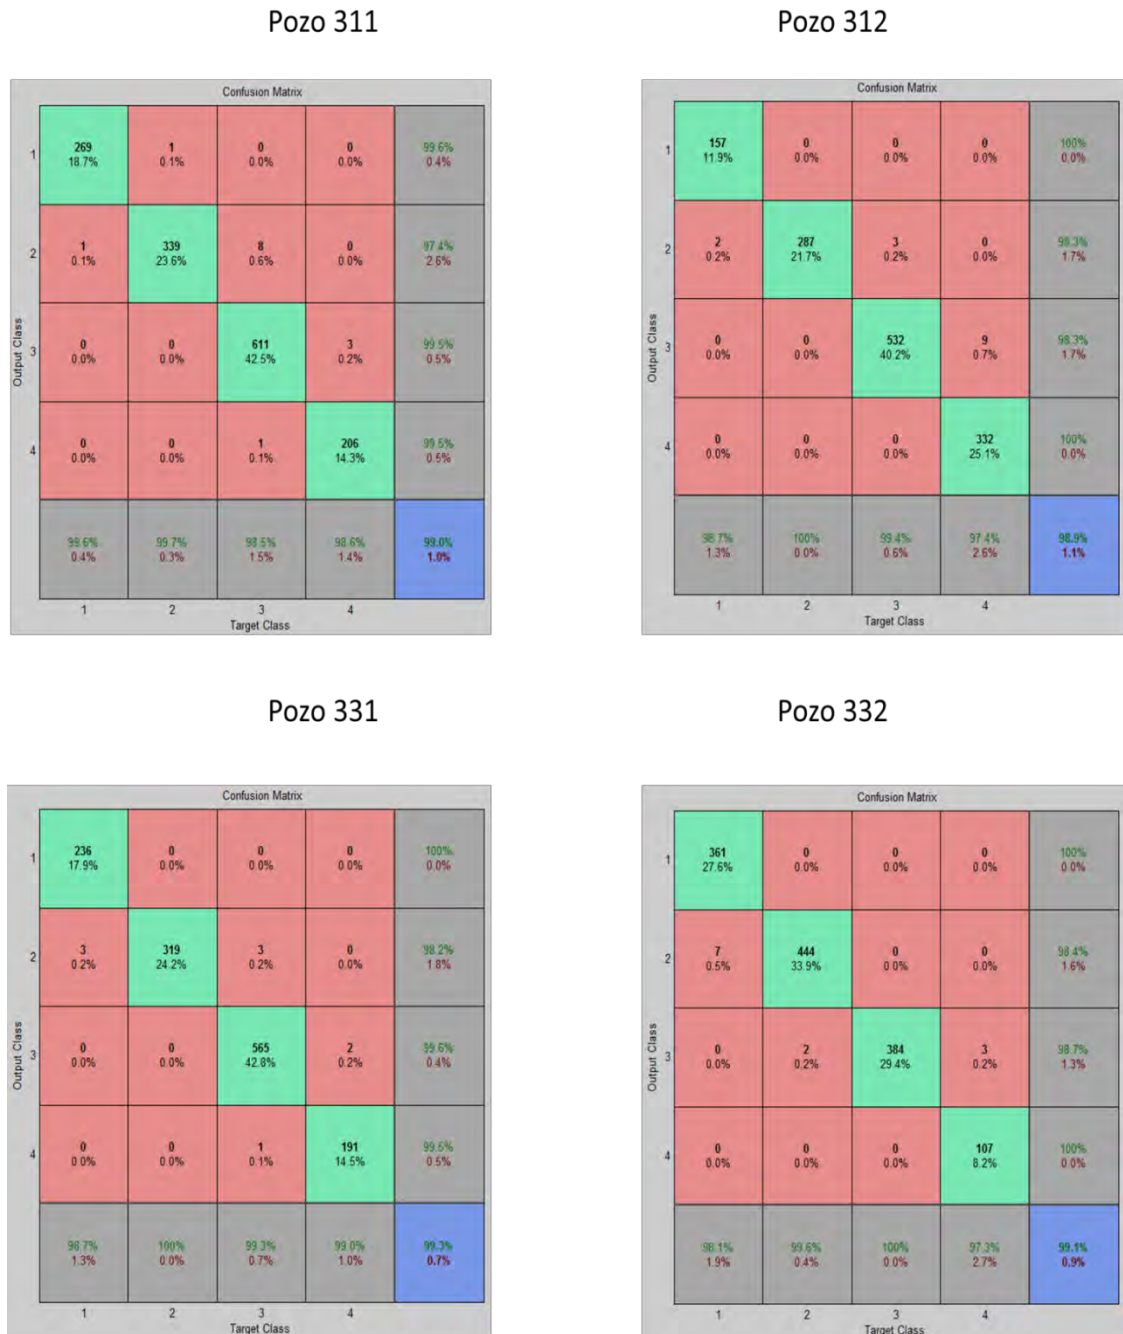 Pozo 311
Pozo 312
Confusion Matrix
Output Class
1
269 1 0 0 99.6%
18.7% 0.1% 0.0% 0.0% 0.4%
2
1 339 8 0 97.4%
0.1% 23.6% 0.6% 0.0% 2.6%
3
0 0 611 3 99.5%
0.0% 0.0% 42.5% 0.2% 0.5%
4
0 0 1 206 99.5%
0.0% 0.0% 0.1% 14.3% 0.5%
99.6% 99.7% 98.5% 98.6% 99.0%
0.4% 0.3% 1.5% 1.4% 1.0%
1 2 3 4
Target Class
Confusion Matrix
Output Class
1
157 0 0 0 100%
11.9% 0.0% 0.0% 0.0% 0.0%
2
2 287 3 0 98.3%
0.2% 21.7% 0.2% 0.0% 1.7%
3
0 0 532 9 98.3%
0.0% 0.0% 40.2% 0.7% 1.7%
4
0 0 0 332 100%
0.0% 0.0% 0.0% 25.1% 0.0%
98.7% 100% 99.4% 97.4% 98.9%
1.3% 0.0% 0.6% 2.6% 1.1%
1 2 3 4
Target Class
Pozo 331
Pozo 332
Confusion Matrix
Output Class
1
236 0 0 0 100%
17.9% 0.0% 0.0% 0.0% 0.0%
2
3 319 3 0 98.2%
0.2% 24.2% 0.2% 0.0% 1.8%
3
0 0 565 2 99.6%
0.0% 0.0% 42.8% 0.2% 0.4%
4
0 0 1 191 99.5%
0.0% 0.0% 0.1% 14.5% 0.5%
98.7% 100% 99.3% 99.0% 99.3%
1.3% 0.0% 0.7% 1.0% 0.7%
1 2 3 4
Target Class
Confusion Matrix
Output Class
1
361 0 0 0 100%
27.6% 0.0% 0.0% 0.0% 0.0%
2
7 444 0 0 98.4%
0.5% 33.9% 0.0% 0.0% 1.6%
3
0 2 384 3 98.7%
0.0% 0.2% 29.4% 0.2% 1.3%
4
0 0 0 107 100%
0.0% 0.0% 0.0% 8.2% 0.0%
98.1% 99.6% 100% 97.3% 99.1%
1.9% 0.4% 0.0% 2.7% 0.9%
1 2 3 4
Target Class